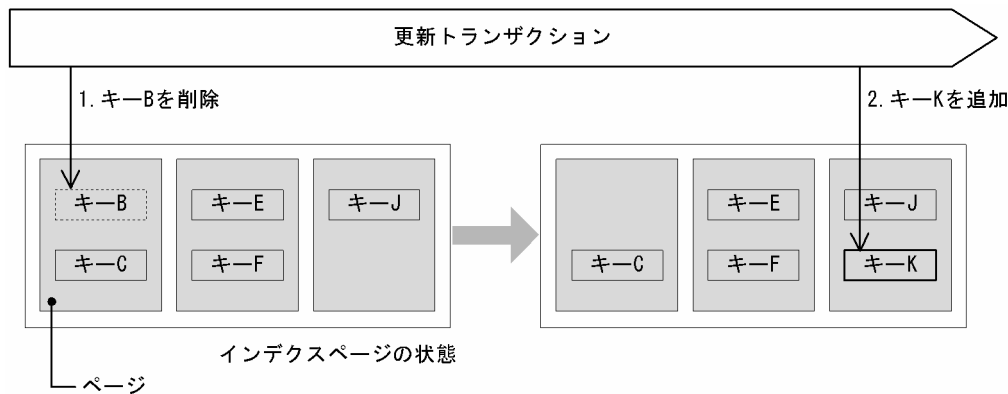 更新トランザクション
1. キーBを削除
2. キーKを追加
キーB
キーE
キーJ
キーC
キーF
キーE
キーJ
キーC
キーF
キーK
インデクスページの状態
ページ